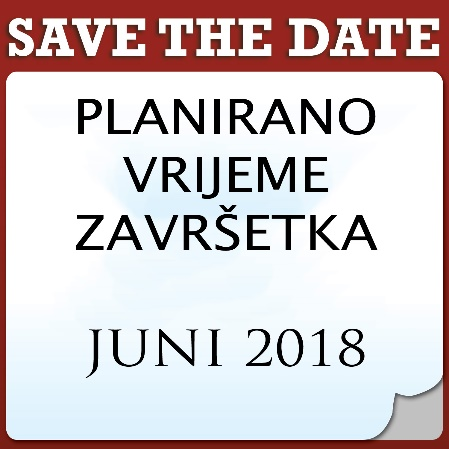 SAVE THE DATE
PLANIRANO
VRIJEME
ZAVRŠETKA
JUNI 2018